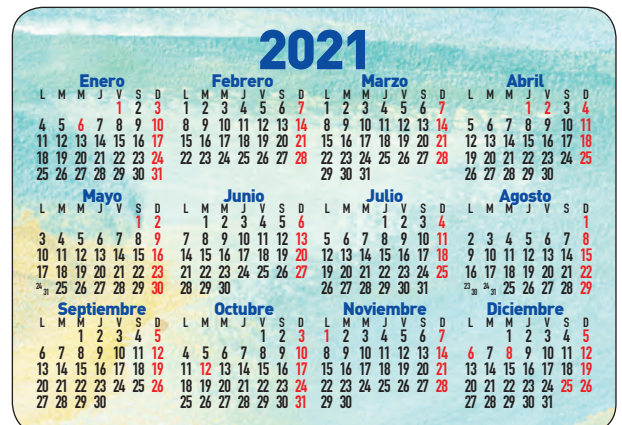 2021
Enero Febrero Marzo Abril
L M M J V S D L M M J V S D L M M J V S D L M M J V S D
1 2 3 1 2 3 4 5 6 7 1 2 3 4 5 6 7 1 2 3 4
4 5 6 7 8 9 10 8 9 10 11 12 13 14 8 9 10 11 12 13 14 5 6 7 8 9 10 11
11 12 13 14 15 16 17 15 16 17 18 19 20 21 15 16 17 18 19 20 21 12 13 14 15 16 17 18
18 19 20 21 22 23 24 22 23 24 25 26 27 28 22 23 24 25 26 27 28 19 20 21 22 23 24 25
25 26 27 28 29 30 31 29 30 31 26 27 28 29 30
Mayo Junio Julio Agosto
L M M J V S D L M M J V S D L M M J V S D L M M J V S D
1 2 1 2 3 4 5 6 1 2 3 4 1
3 4 5 6 7 8 9 7 8 9 10 11 12 13 5 6 7 8 9 10 11 2 3 4 5 6 7 8
10 11 12 13 14 15 16 14 15 16 17 18 19 20 12 13 14 15 16 17 18 9 10 11 12 13 14 15
17 18 19 20 21 22 23 21 22 23 24 25 26 27 19 20 21 22 23 24 25 16 17 18 19 20 21 22
24 31 25 26 27 28 29 30 28 29 30 26 27 28 29 30 31 23 30 24 31 25 26 27 28 29
Septiembre Octubre Noviembre Diciembre
L M M J V S D L M M J V S D L M M J V S D L M M J V S D
1 2 3 4 5 1 2 3 1 2 3 4 5 6 7 1 2 3 4 5
6 7 8 9 10 11 12 4 5 6 7 8 9 10 8 9 10 11 12 13 14 6 7 8 9 10 11 12
13 14 15 16 17 18 19 11 12 13 14 15 16 17 15 16 17 18 19 20 21 13 14 15 16 17 18 19
20 21 22 23 24 25 26 18 19 20 21 22 23 24 22 23 24 25 26 27 28 20 21 22 23 24 25 26
27 28 29 30 25 26 27 28 29 30 31 29 30 27 28 29 30 31